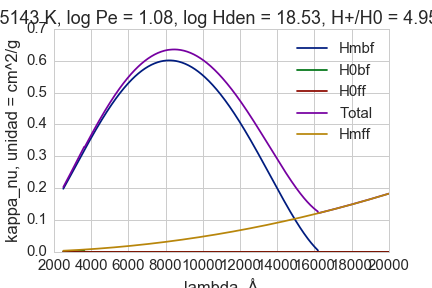 5143 K, log Pe = 1.08, log Hden = 18.53, H+/H0 = 4.95
0.7
0.6
0.5
0.4
0.3
0.2
0.1
0.0
kappa_nu, unidad = cm^2/g
Hmbf
H0bf
H0ff
Total
Hmff
2000 4000 6000 8000 10000 12000 14000 16000 18000 20000
lambda, Å